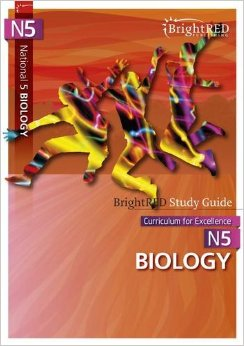 N5
National 5 BIOLOGY
BrightRED
PUBLISHING
BrightRED Study Guide
Curriculum for Excellence
N5
BIOLOGY